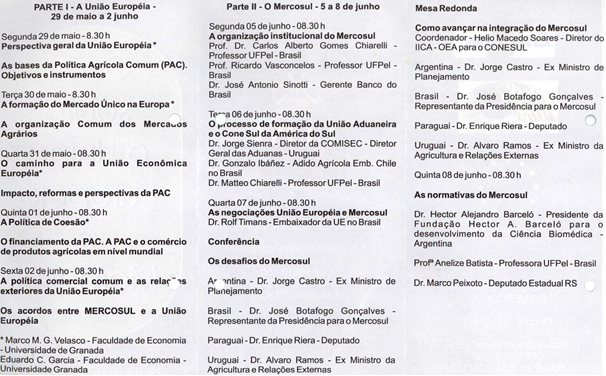 PARTE I - A União Européia -
29 de maio a 2 junho
Segunda 29 de maio - 8.30 h
Perspectiva geral da União Européia *
As bases da Política Agrícola Comum (PAC).
Objetivos e instrumentos
Terça 30 de maio - 8.30 h
A formação do Mercado Único na Europa *
A organização Comum dos Mercados
Agrários
Quarta 31 de maio - 08.30 h
O caminho para a União Econômica
Européia*
Impacto, reformas e perspectivas da PAC
Quinta 01 de junho - 08.30 h
A Política de Coesão*
O financiamento da PAC. A PAC e o comércio
de produtos agrícolas em nível mundial
Sexta 02 de junho - 08.30 h
A política comercial comum e as relações
exteriores da União Européia*
Os acordos entre MERCOSUL e a União
Européia
* Marco M. G. Velasco - Faculdade de Economia
- Universidade de Granada
Eduardo C. Garcia - Faculdade de Economia -
Universidade de Granada
Parte II - O Mercosul - 5 a 8 de junho
Segunda 05 de junho - 08.30 h
A organização institucional do Mercosul
Prof. Dr. Carlos Alberto Gomes Chiarelli -
Professor UFPel - Brasil
Prof. Ricardo Vasconcelos - Professor UFPel -
Brasil
Dr. José Antonio Sinotti - Gerente Banco do
Brasil
Terça 06 de junho - 08.30 h
O processo de formação da União Aduaneira
e o Cone Sul da América do Sul
Dr. Jorge Sienra - Diretor da COMISEC - Diretor
Geral das Aduanas - Uruguai
Dr. Gonzalo Ibáñez - Adido Agrícola Emb. Chile
no Brasil
Dr. Matteo Chiarelli - Professor UFPel - Brasil
Quarta 07 de junho - 08.30 h
As negociações União Européia e Mercosul
Dr. Rolf Timans - Embaixador da UE no Brasil
Conferência
Os desafios do Mercosul
Argentina - Dr. Jorge Castro - Ex Ministro de
Planejamento
Brasil - Dr. José Botafogo Gonçalves -
Representante da Presidência para o Mercosul
Paraguai - Dr. Enrique Riera - Deputado
Uruguai - Dr. Alvaro Ramos - Ex Ministro da
Agricultura e Relações Externas
Mesa Redonda
Como avançar na integração do Mercosul
Coordenador - Helio Macedo Soares - Diretor do
IICA - OEA para o CONESUL
Argentina - Dr. Jorge Castro - Ex Ministro de
Planejamento
Brasil - Dr. José Botafogo Gonçalves -
Representante da Presidência para o Mercosul
Paraguai - Dr. Enrique Riera - Deputado
Uruguai - Dr. Alvaro Ramos - Ex Ministro da
Agricultura e Relações Externas
Quinta 08 de junho - 08.30 h
As normativas do Mercosul
Dr. Hector Alejandro Barceló - Presidente da
Fundação Hector A. Barceló para o
desenvolvimento da Ciência Biomédica -
Argentina
Profª Anelize Batista - Professora UFPel - Brasil
Dr. Marco Peixoto - Deputado Estadual RS